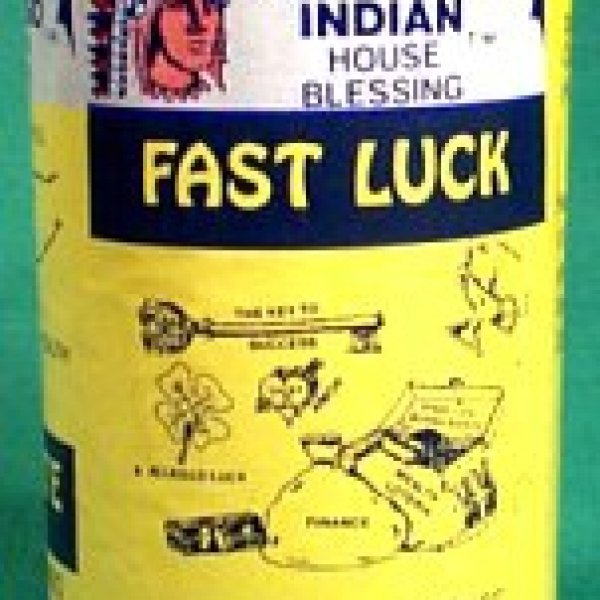 INDIAN
HOUSE
BLESSING
FAST LUCK
THE KEY TO
SUCCESS
FINANCE